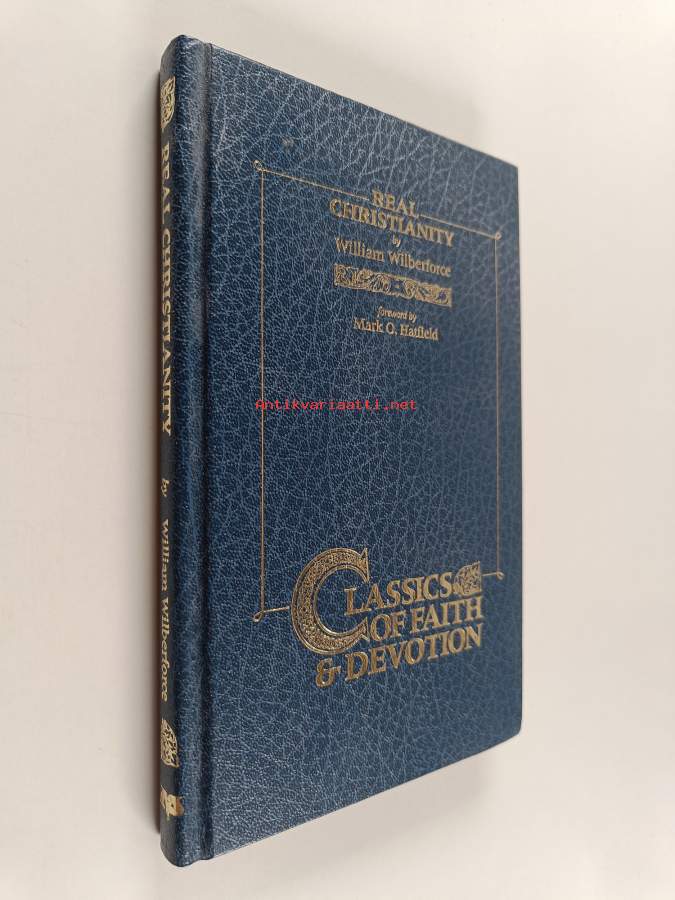 REAL CHRISTIANITY by William Wilberforce
REAL
CHRISTIANITY
by
William Wilberforce
foreword by
Mark O. Hatfield
Antikvariaatti.net
CLASSICS
OF FAITH
& DEVOTION